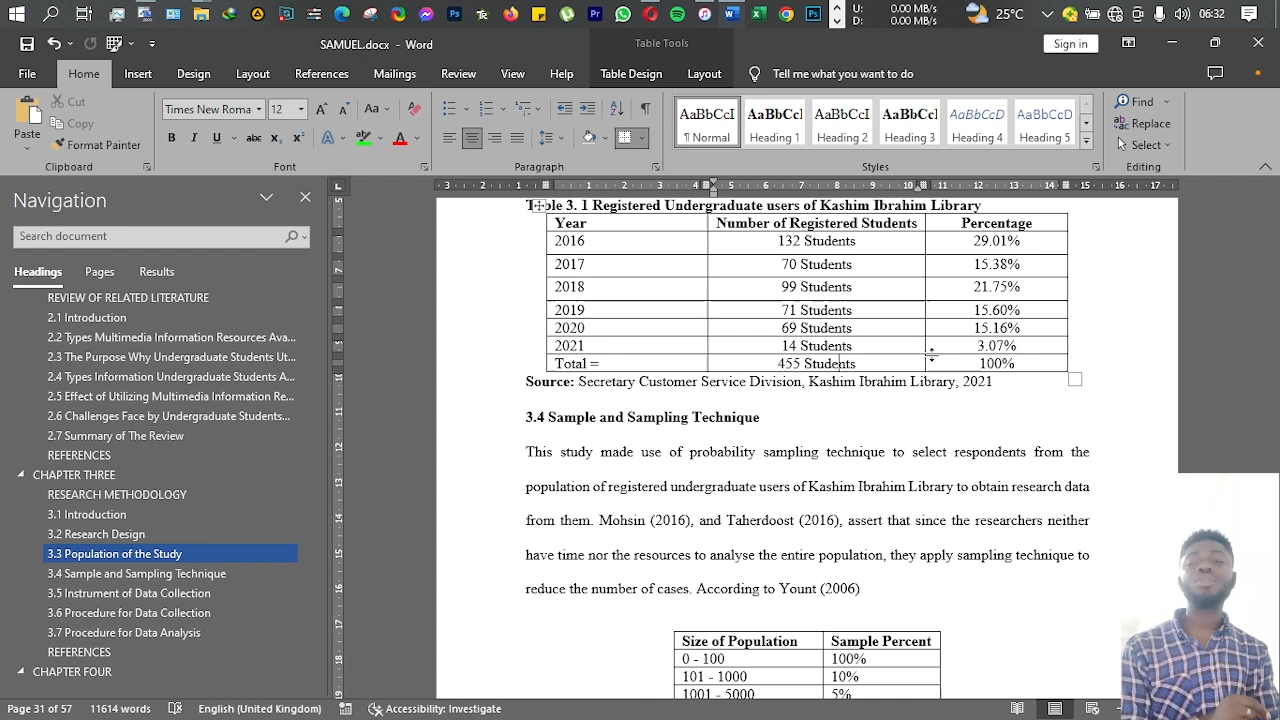 U: 0.00 MB/s
D: 0.00 MB/s
25°C
06:32
SAMUEL.docx - Word
Table Tools
Sign in
File Home Insert Design Layout References Mailings Review View Help Table Design Layout Tell me what you want to do
Paste
Cut
Copy
Format Painter
Clipboard
Times New Roma
12
Font
Paragraph
AaBbCcI AaBbCcI AaBbCcI AaBbCcI AaBbCcD AaBbCcD
¶ Normal Heading 1 Heading 2 Heading 3 Heading 4 Heading 5
Styles
Find
Replace
Select
Editing
Navigation
Search document
Headings Pages Results
REVIEW OF RELATED LITERATURE
2.1 Introduction
2.2 Types Multimedia Information Resources Ava...
2.3 The Purpose Why Undergraduate Students Ut...
2.4 Types Information Undergraduate Students A...
2.5 Effect of Utilizing Multimedia Information Re...
2.6 Challenges Face by Undergraduate Students...
2.7 Summary of The Review
REFERENCES
CHAPTER THREE
RESEARCH METHODOLOGY
3.1 Introduction
3.2 Research Design
3.3 Population of the Study
3.4 Sample and Sampling Technique
3.5 Instrument of Data Collection
3.6 Procedure for Data Collection
3.7 Procedure for Data Analysis
REFERENCES
CHAPTER FOUR
Table 3. 1 Registered Undergraduate users of Kashim Ibrahim Library
Year Number of Registered Students Percentage
2016 132 Students 29.01%
2017 70 Students 15.38%
2018 99 Students 21.75%
2019 71 Students 15.60%
2020 69 Students 15.16%
2021 14 Students 3.07%
Total = 455 Students 100%
Source: Secretary Customer Service Division, Kashim Ibrahim Library, 2021
3.4 Sample and Sampling Technique
This study made use of probability sampling technique to select respondents from the
population of registered undergraduate users of Kashim Ibrahim Library to obtain research data
from them. Mohsin (2016), and Taherdoost (2016), assert that since the researchers neither
have time nor the resources to analyse the entire population, they apply sampling technique to
reduce the number of cases. According to Yount (2006)
Size of Population Sample Percent
0 - 100 100%
101 - 1000 10%
1001 - 5000 5%
Page 31 of 57 11614 words English (United Kingdom) Accessibility: Investigate